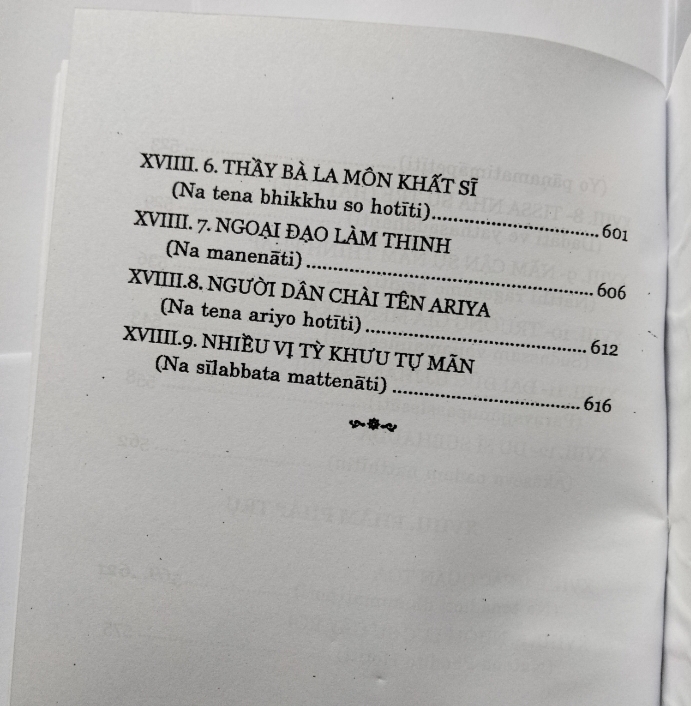 XVIIII. 6. THẦY BÀ LA MÔN KHẤT SĨ
(Na tena bhikkhu so hotīti)..................................601
XVIIII. 7. NGOẠI ĐẠO LÀM THINH
(Na manenāti) ..........................................................606
XVIIII.8. NGƯỜI DÂN CHÀI TÊN ARIYA
(Na tena ariyo hotīti) .............................................612
XVIIII.9. NHIỀU VỊ TỲ KHƯU TỰ MÃN
(Na sīlabbata mattenāti) ......................................616